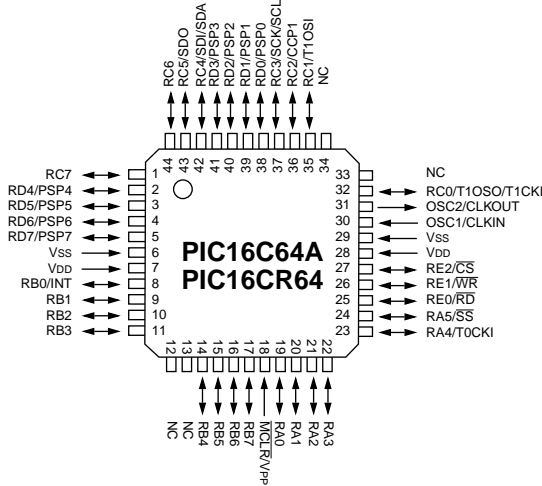 RC6
RC5/SDO
RC4/SDI/SDA
RD3/PSP3
RD2/PSP2
RD1/PSP1
RD0/PSP0
RC3/SCK/SCL
RC2/CCP1
RC1/T1OSI
NC
44
43
42
41
40
39
38
37
36
35
34
RC7 1
RD4/PSP4 2
RD5/PSP5 3
RD6/PSP6 4
RD7/PSP7 5
VSS 6
VDD 7
RB0/INT 8
RB1 9
RB2 10
RB3 11
PIC16C64A
PIC16CR64
33 NC
32 RC0/T1OSO/T1CKI
31 OSC2/CLKOUT
30 OSC1/CLKIN
29 VSS
28 VDD
27 RE2/CS
26 RE1/WR
25 RE0/RD
24 RA5/SS
23 RA4/T0CKI
12
13
14
15
16
17
18
19
20
21
22
NC
NC
RB4
RB5
RB6
RB7
MCLR/VPP
RA0
RA1
RA2
RA3